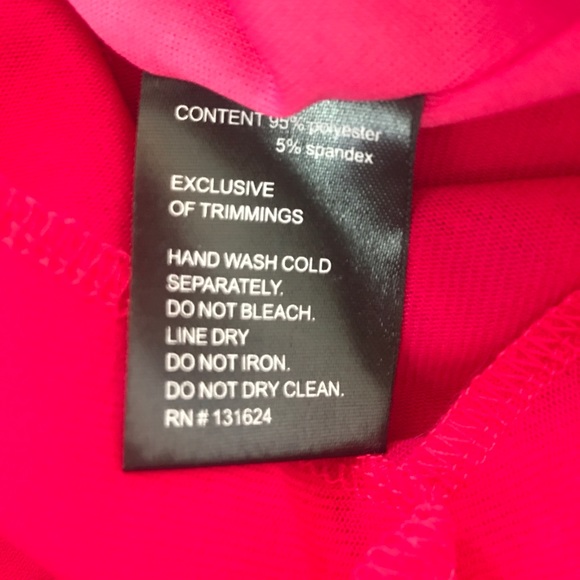 CONTENT 95% polyester
5% spandex
EXCLUSIVE
OF TRIMMINGS
HAND WASH COLD
SEPARATELY.
DO NOT BLEACH.
LINE DRY
DO NOT IRON.
DO NOT DRY CLEAN.
RN # 131624